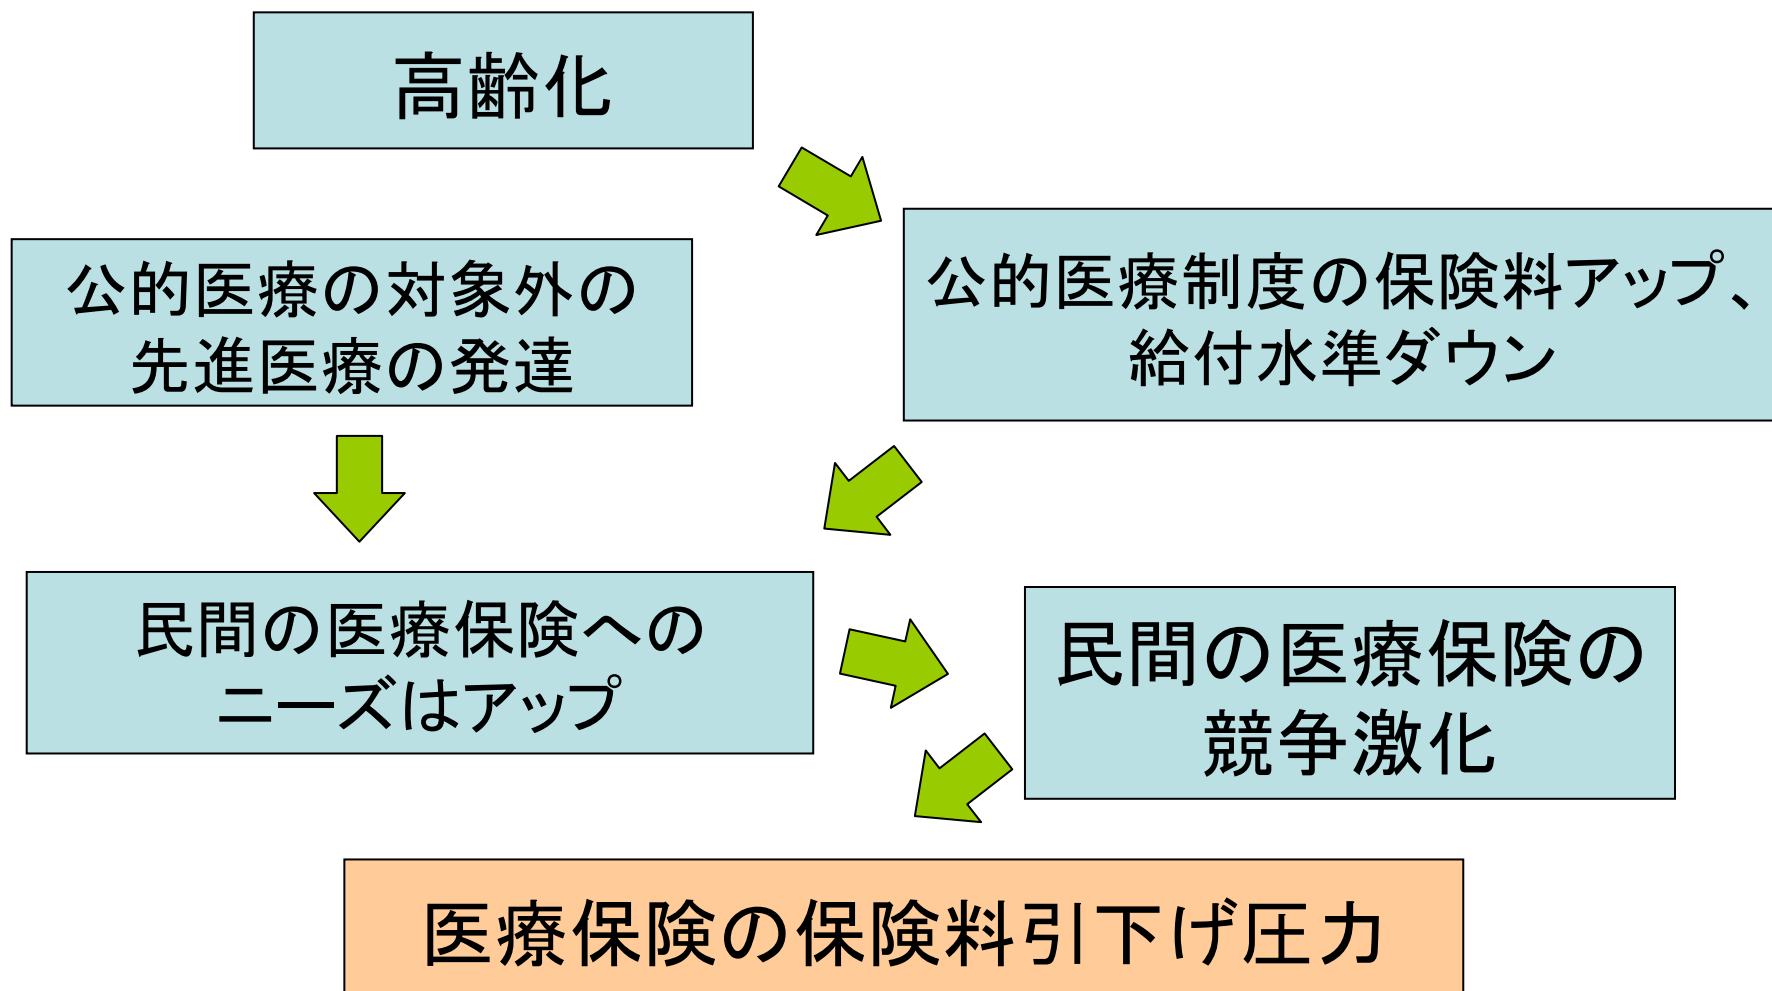 高齢化
公的医療の対象外の
先進医療の発達
公的医療制度の保険料アップ、
給付水準ダウン
民間の医療保険への
ニーズはアップ
民間の医療保険の
競争激化
医療保険の保険料引下げ圧力